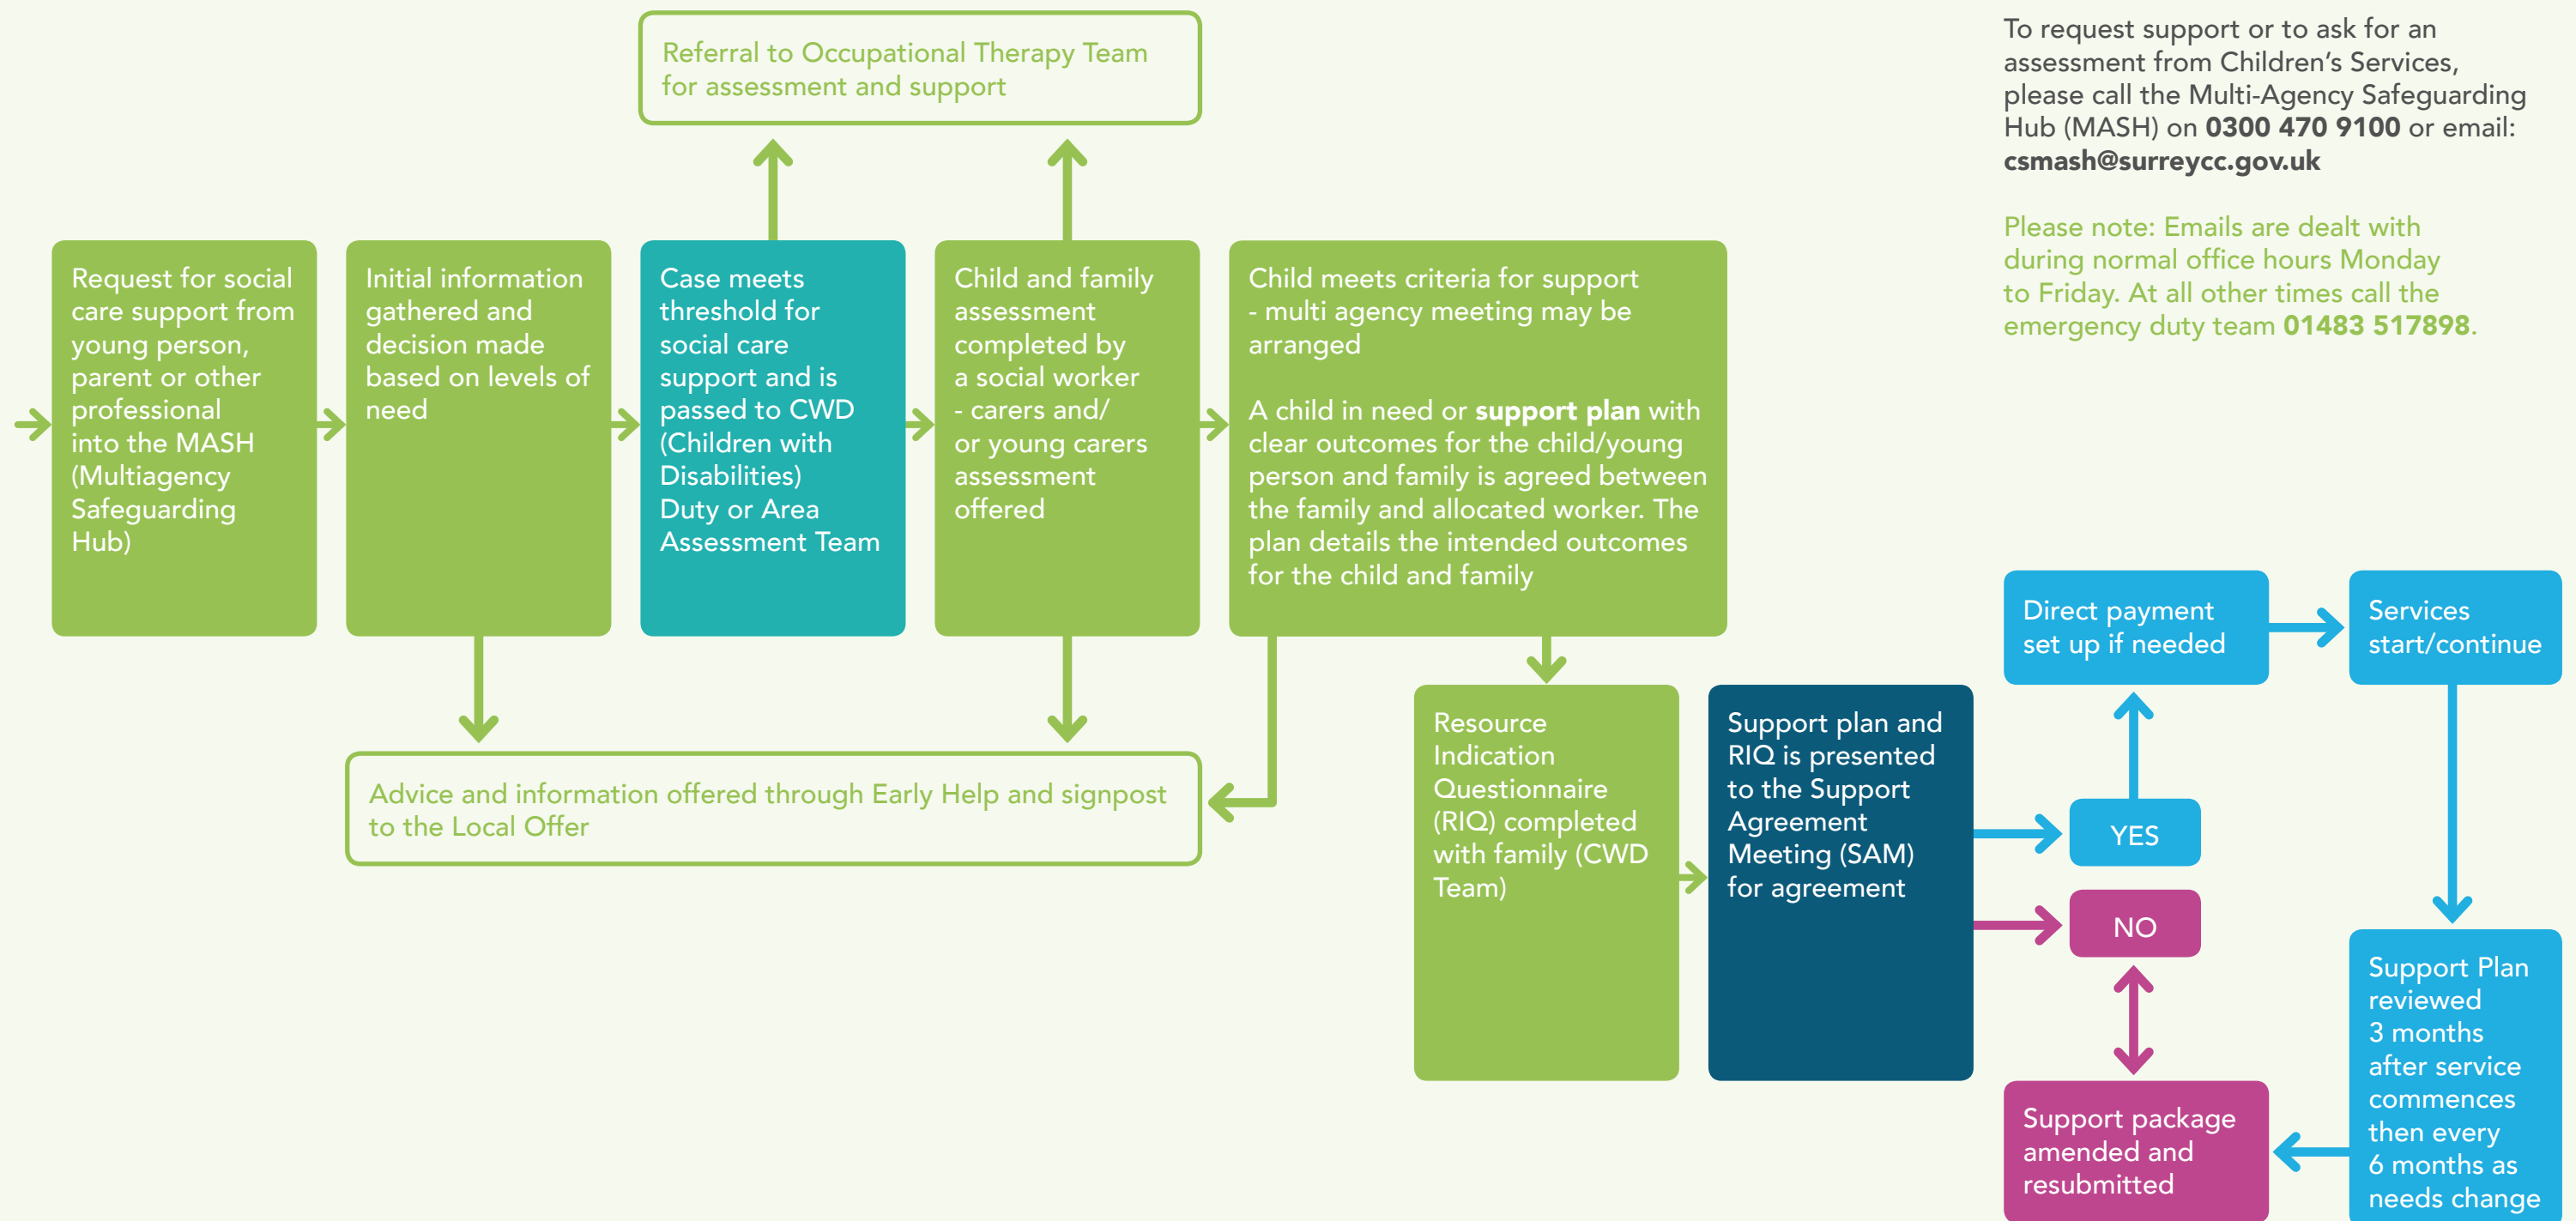 Referral to Occupational Therapy Team
for assessment and support
To request support or to ask for an
assessment from Children's Services,
please call the Multi-Agency Safeguarding
Hub (MASH) on 0300 470 9100 or email:
csmash@surreycc.gov.uk
Please note: Emails are dealt with
during normal office hours Monday
to Friday. At all other times call the
emergency duty team 01483 517898.
Request for social
care support from
young person,
parent or other
professional
into the MASH
(Multiagency
Safeguarding
Hub)
Initial information
gathered and
decision made
based on levels of
need
Case meets
threshold for
social care
support and is
passed to CWD
(Children with
Disabilities)
Duty or Area
Assessment Team
Child and family
assessment
completed by
a social worker
- carers and/
or young carers
assessment
offered
Child meets criteria for support
- multi agency meeting may be
arranged
A child in need or support plan with
clear outcomes for the child/young
person and family is agreed between
the family and allocated worker. The
plan details the intended outcomes
for the child and family
Advice and information offered through Early Help and signpost
to the Local Offer
Resource
Indication
Questionnaire
(RIQ) completed
with family (CWD
Team)
Support plan and
RIQ is presented
to the Support
Agreement
Meeting (SAM)
for agreement
YES
NO
Direct payment
set up if needed
Services
start/continue
Support Plan
reviewed
3 months
after service
commences
then every
6 months as
needs change
Support package
amended and
resubmitted